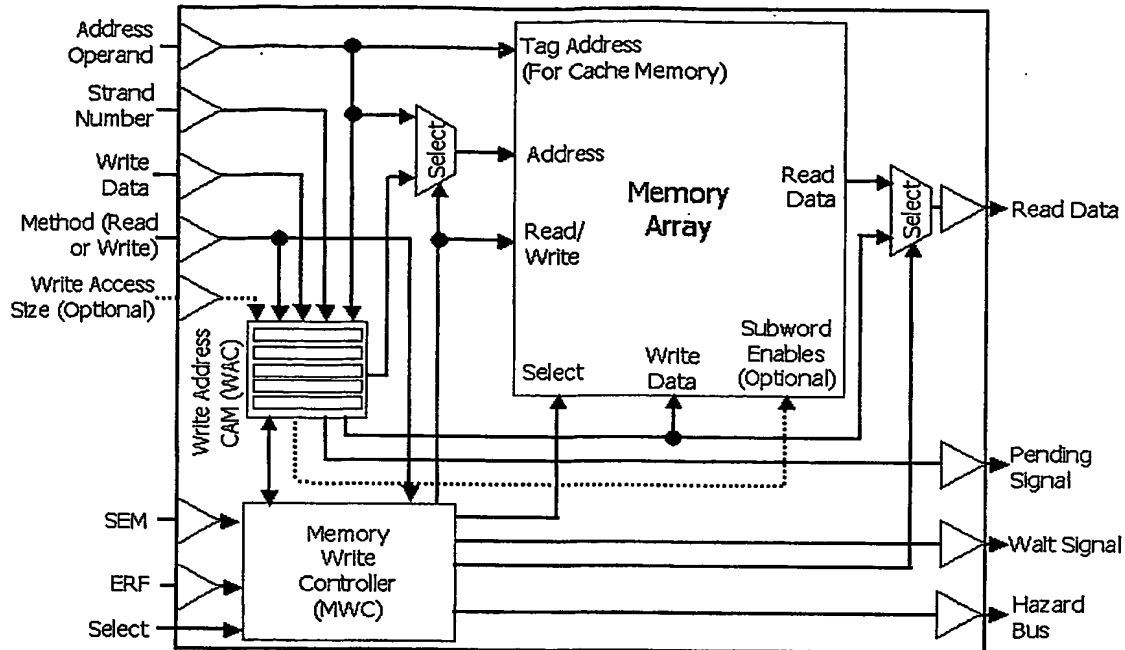 Address
Operand
Strand
Number
Write
Data
Method (Read
or Write)
Write Access
Size (Optional)
Write Address
CAM (WAC)
SEM
ERF
Select
Select
Tag Address
(For Cache Memory)
Address
Read/
Write
Memory
Array
Read
Data
Select
Write
Data
Subword
Enables
(Optional)
Select
Memory
Write
Controller
(MWC)
Read Data
Pending
Signal
Wait Signal
Hazard
Bus